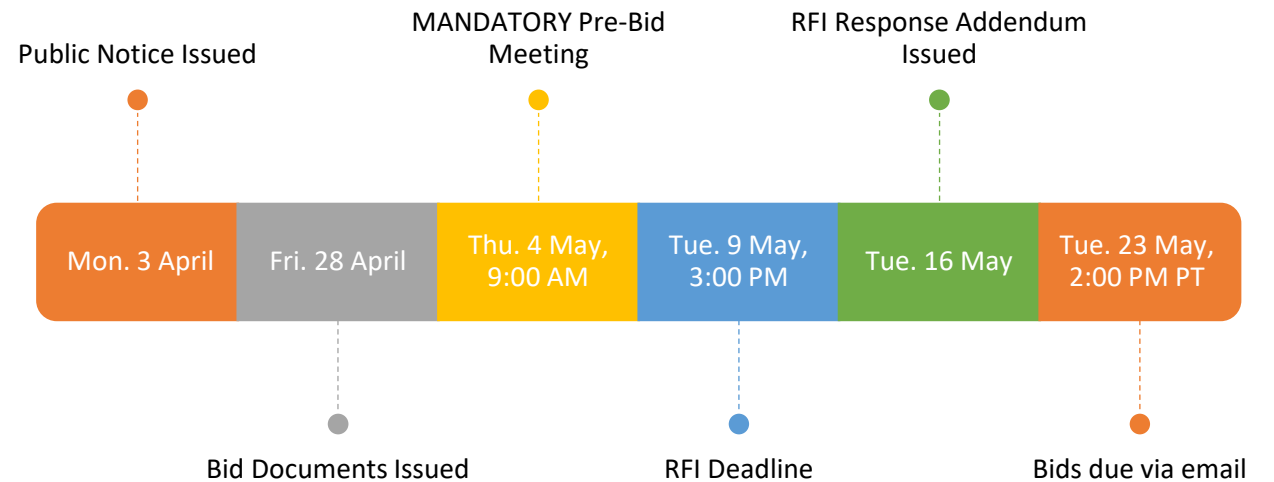 MANDATORY Pre-Bid
Meeting
RFI Response Addendum
Issued
Public Notice Issued
Mon. 3 April
Fri. 28 April
Thu. 4 May,
9:00 AM
Tue. 9 May,
3:00 PM
Tue. 16 May
Tue. 23 May,
2:00 PM PT
Bid Documents Issued
RFI Deadline
Bids due via email